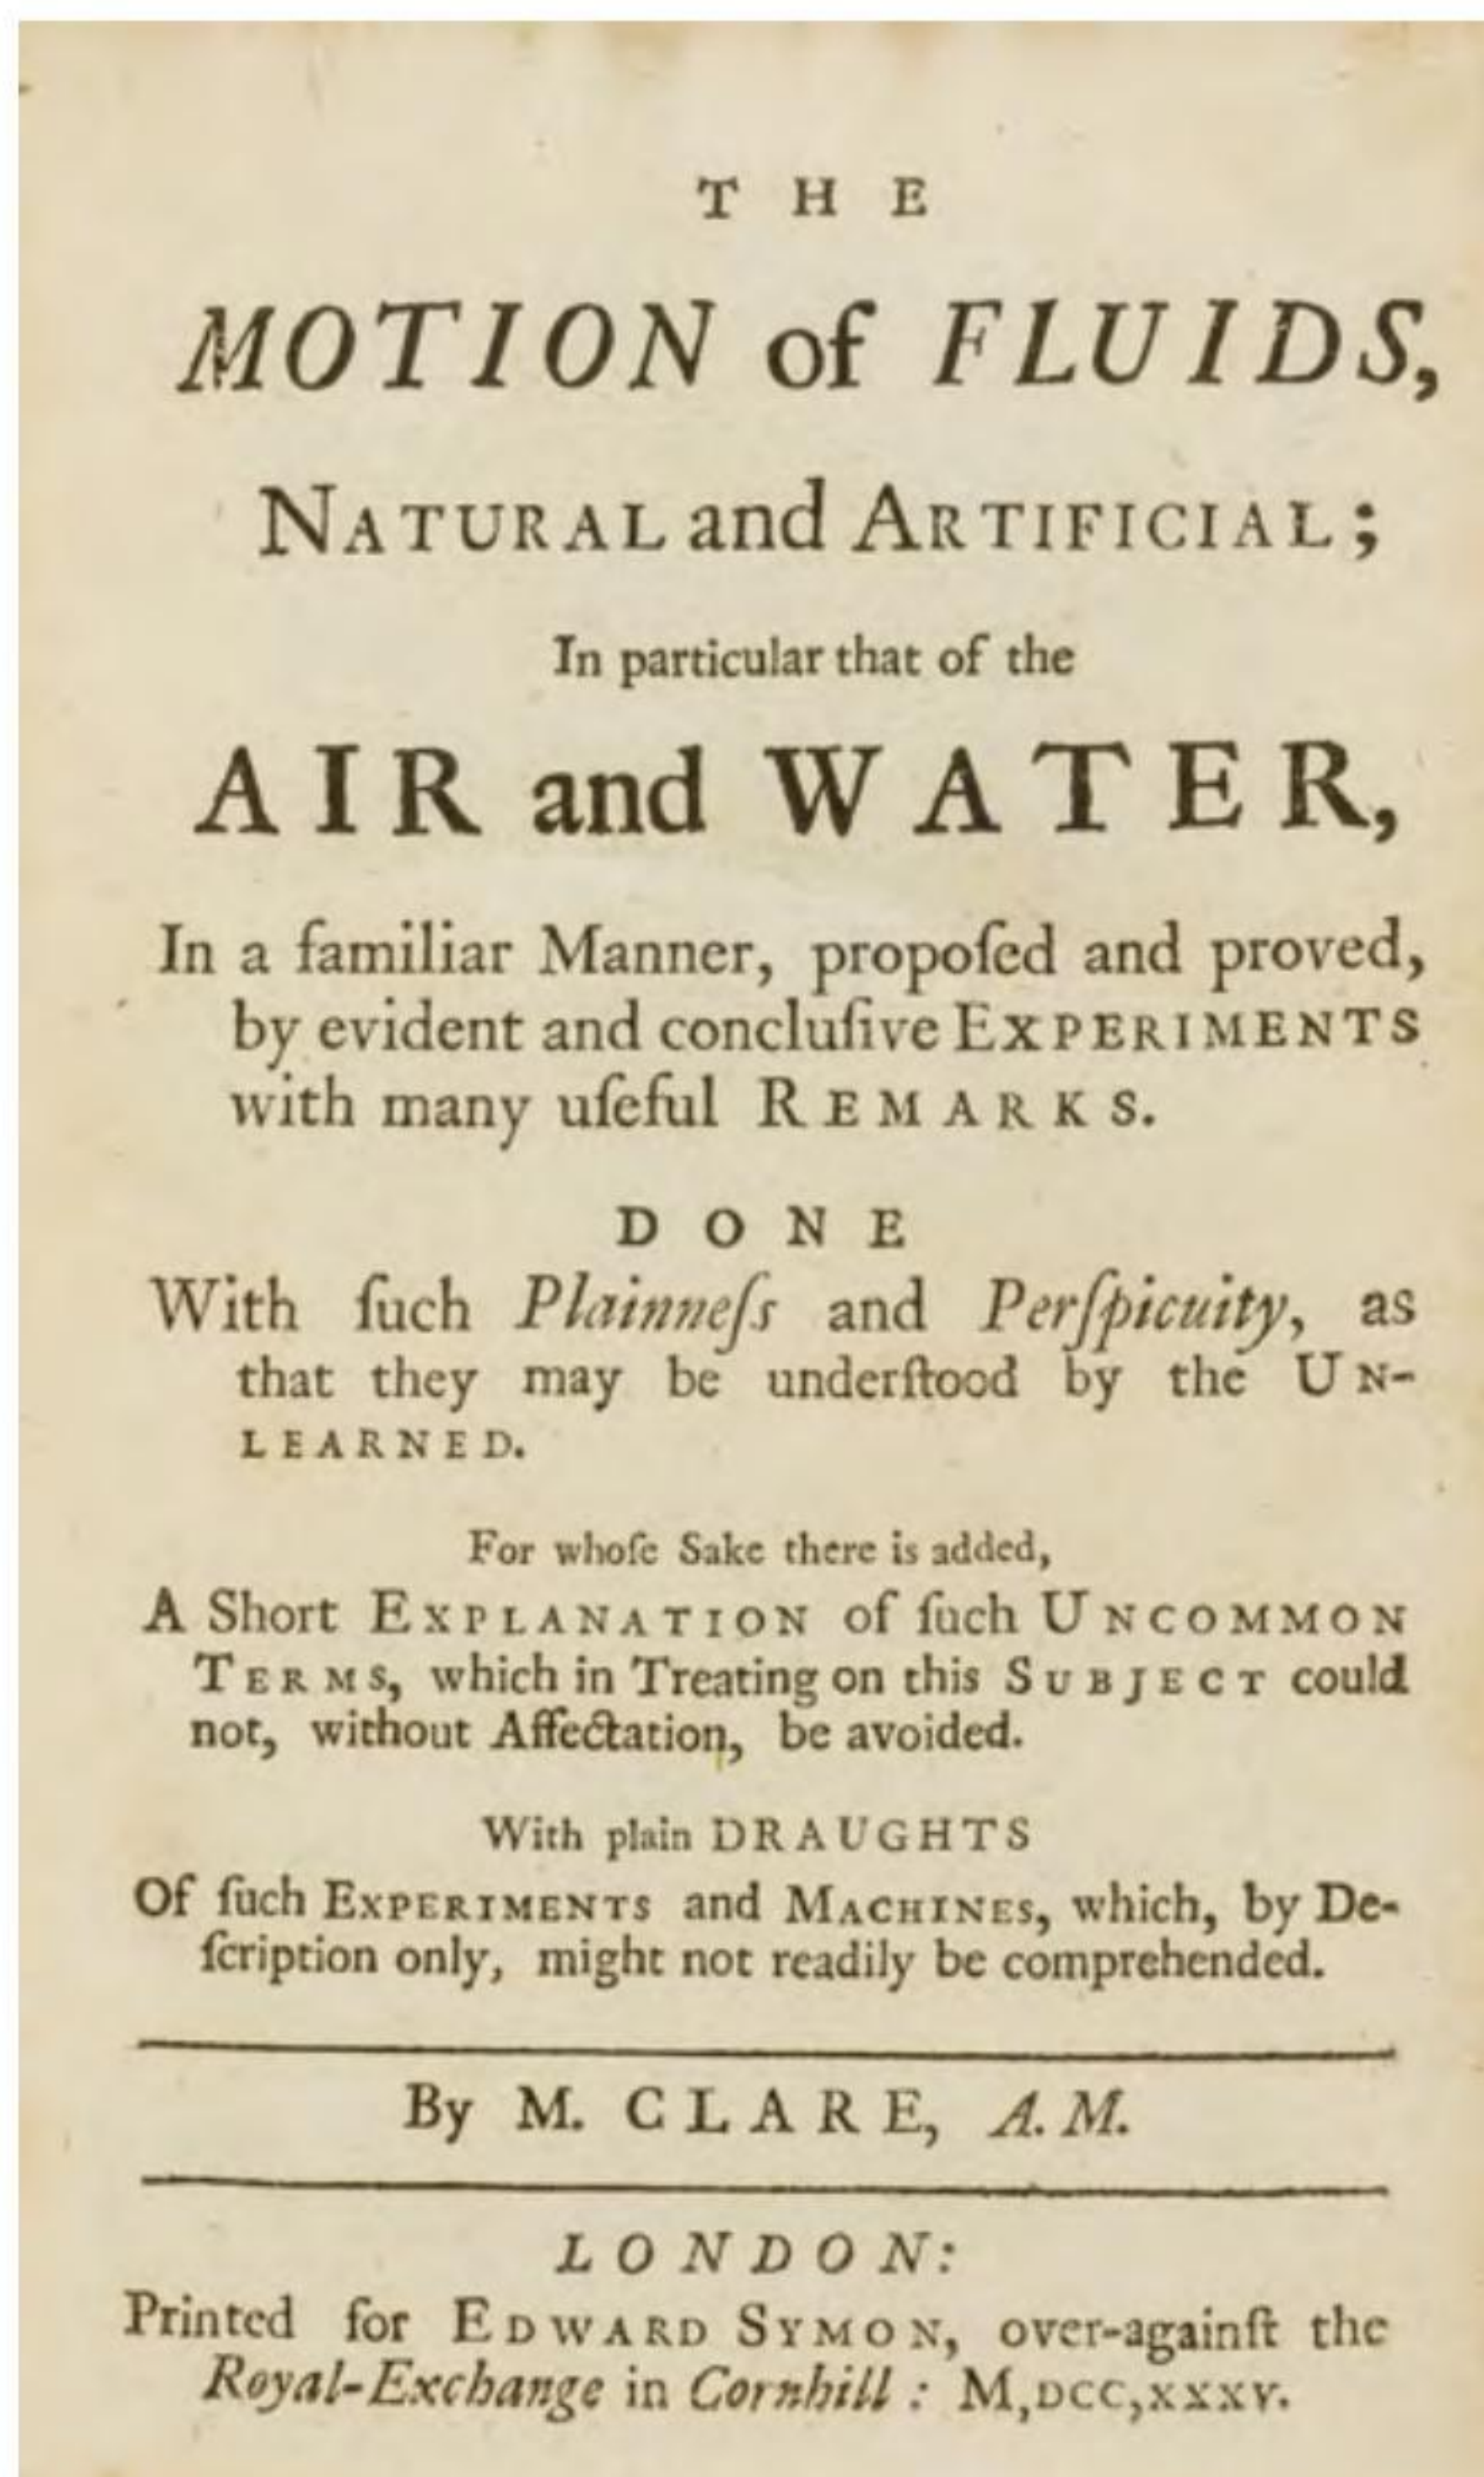 THE
MOTION of FLUIDS,
NATURAL and ARTIFICIAL;
In particular that of the
AIR and WATER,
In a familiar Manner, propoſed and proved,
by evident and concluſive EXPERIMENTS
with many uſeful REMARKS.
DONE
With ſuch Plainneſs and Perſpicuity, as
that they may be underſtood by the UN-
LEARNED.
For whoſe Sake there is added,
A Short EXPLANATION of ſuch UNCOMMON
TERMS, which in Treating on this SUBJECT could
not, without Affectation, be avoided.
With plain DRAUGHTS
Of ſuch EXPERIMENTS and MACHINES, which, by De-
ſcription only, might not readily be comprehended.
By M. CLARE, A.M.
LONDON:
Printed for EDWARD SYMON, over-againſt the
Royal-Exchange in Cornhill: M,DCC,XXXV.